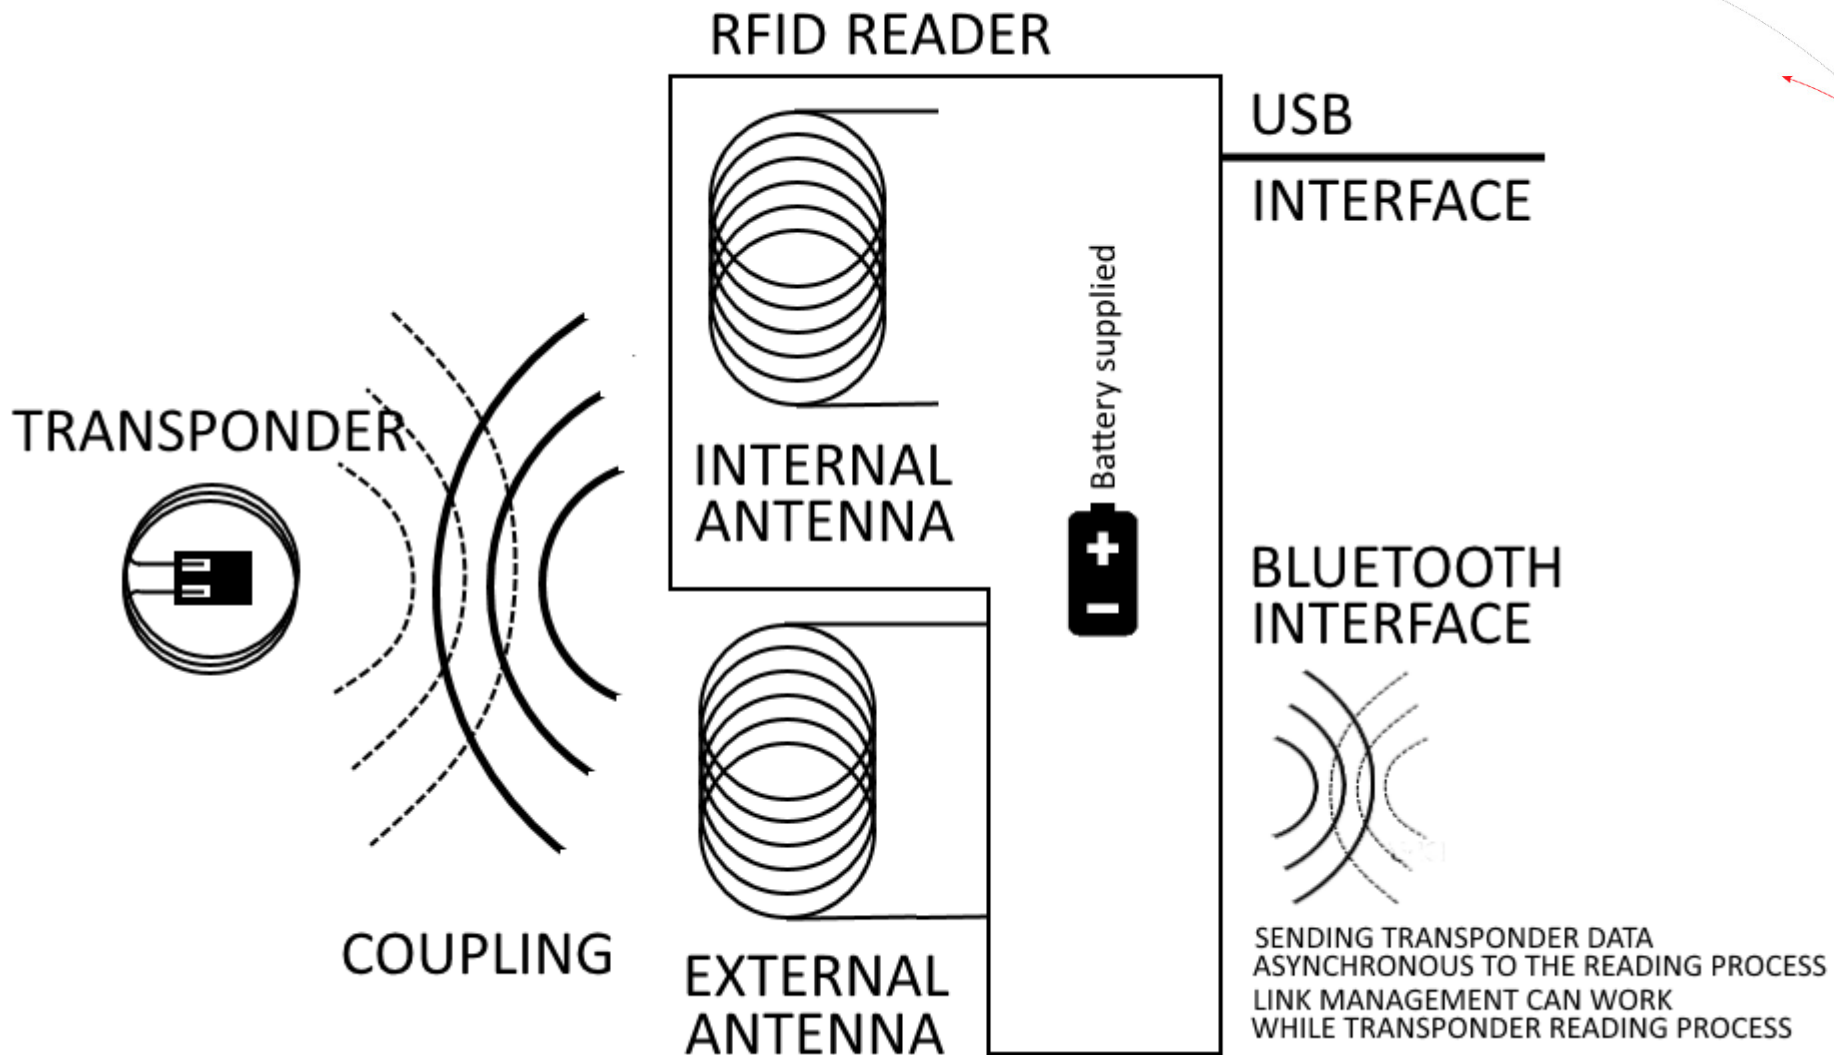 RFID READER
USB
INTERFACE
Battery supplied
TRANSPONDER
INTERNAL
ANTENNA
BLUETOOTH
INTERFACE
COUPLING
EXTERNAL
ANTENNA
SENDING TRANSPONDER DATA
ASYNCHRONOUS TO THE READING PROCESS
LINK MANAGEMENT CAN WORK
WHILE TRANSPONDER READING PROCESS